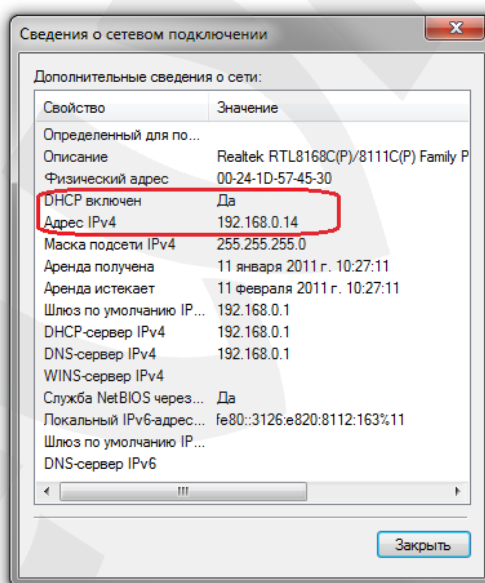 Сведения о сетевом подключении
Дополнительные сведения о сети:
Свойство Значение
Определенный для по...
Описание Realtek RTL8168C(P)/8111C(P) Family P
Физический адрес 00-24-1D-57-45-30
DHCP включен Да
Адрес IPv4 192.168.0.14
Маска подсети IPv4 255.255.255.0
Аренда получена 11 января 2011 г. 10:27:11
Аренда истекает 11 февраля 2011 г. 10:27:11
Шлюз по умолчанию IP... 192.168.0.1
DHCP-сервер IPv4 192.168.0.1
DNS-сервер IPv4 192.168.0.1
WINS-сервер IPv4
Служба NetBIOS через... Да
Локальный IPv6-адрес... fe80::3126:e820:8112:163%11
Шлюз по умолчанию IP...
DNS-сервер IPv6
Закрыть